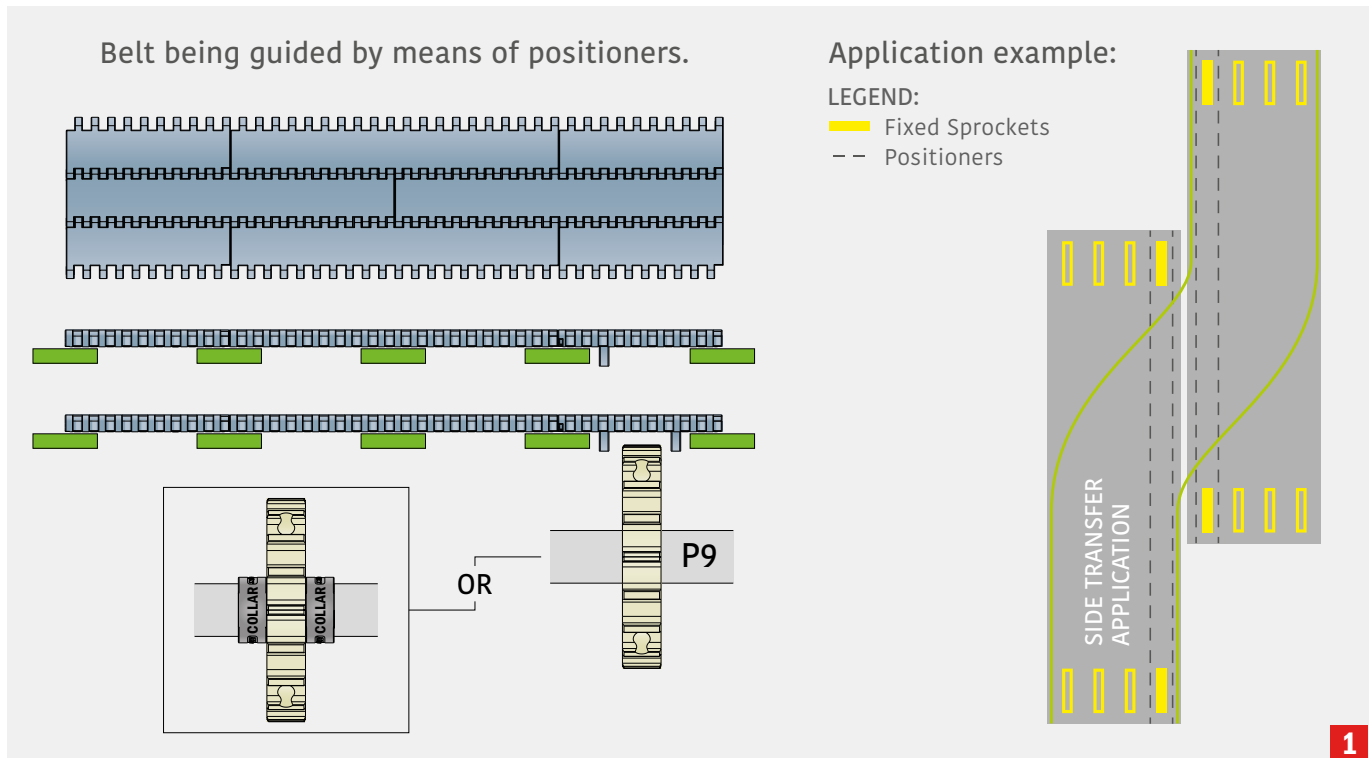 Belt being guided by means of positioners.
Application example:
LEGEND:
Fixed Sprockets
Positioners
COLLAR
COLLAR
OR
P9
SIDE TRANSFER
APPLICATION
1